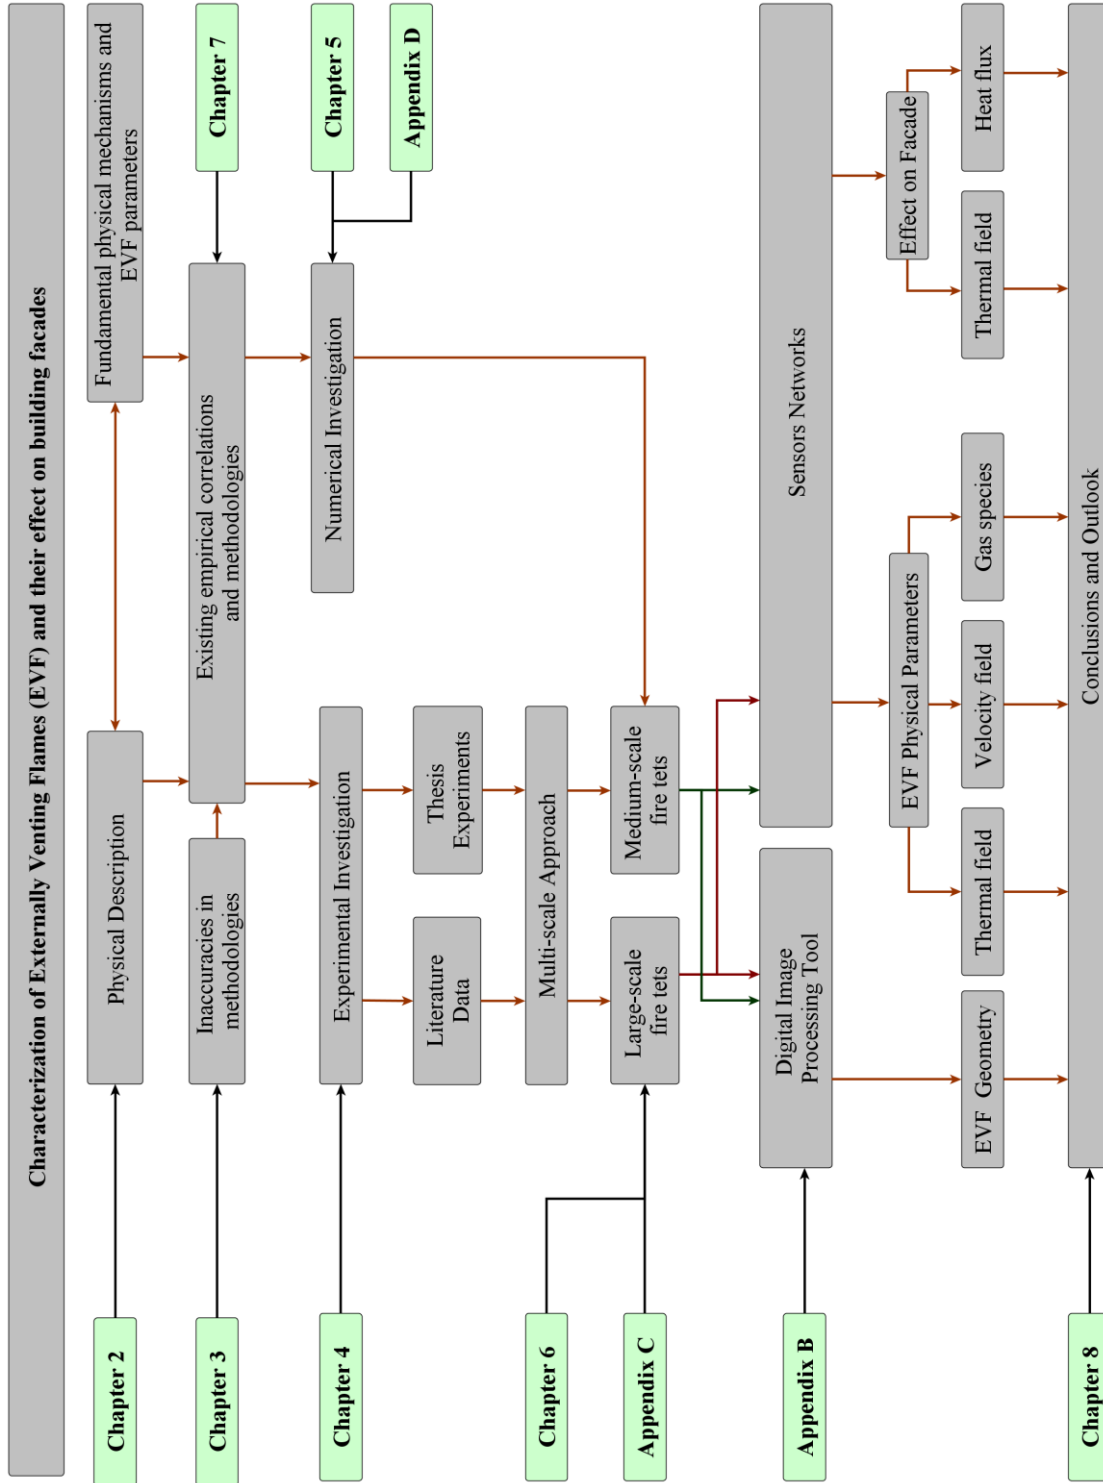 Characterization of Externally Venting Flames (EVF) and their effect on building facades
Chapter 2
Physical Description
Fundamental physical mechanisms and
EVF parameters
Chapter 3
Inaccuracies in
methodologies
Existing empirical correlations
and methodologies
Chapter 7
Chapter 4
Experimental Investigation
Numerical Investigation
Chapter 5
Appendix D
Literature
Data
Thesis
Experiments
Chapter 6
Multi-scale Approach
Appendix C
Large-scale
fire tets
Medium-scale
fire tets
Appendix B
Digital Image
Processing Tool
Sensors Networks
EVF Physical Parameters
Effect on Facade
EVF Geometry
Thermal field
Velocity field
Gas species
Thermal field
Heat flux
Chapter 8
Conclusions and Outlook